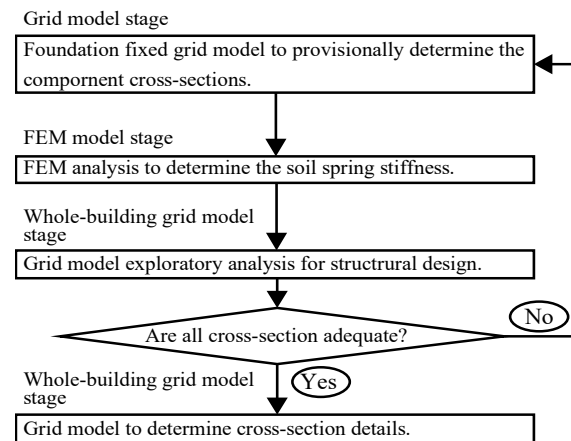 Grid model stage
Foundation fixed grid model to provisionally determine the
compornent cross-sections.
FEM model stage
FEM analysis to determine the soil spring stiffness.
Whole-building grid model
stage
Grid model exploratory analysis for structrural design.
Are all cross-section adequate?
No
Whole-building grid model
stage
Yes
Grid model to determine cross-section details.